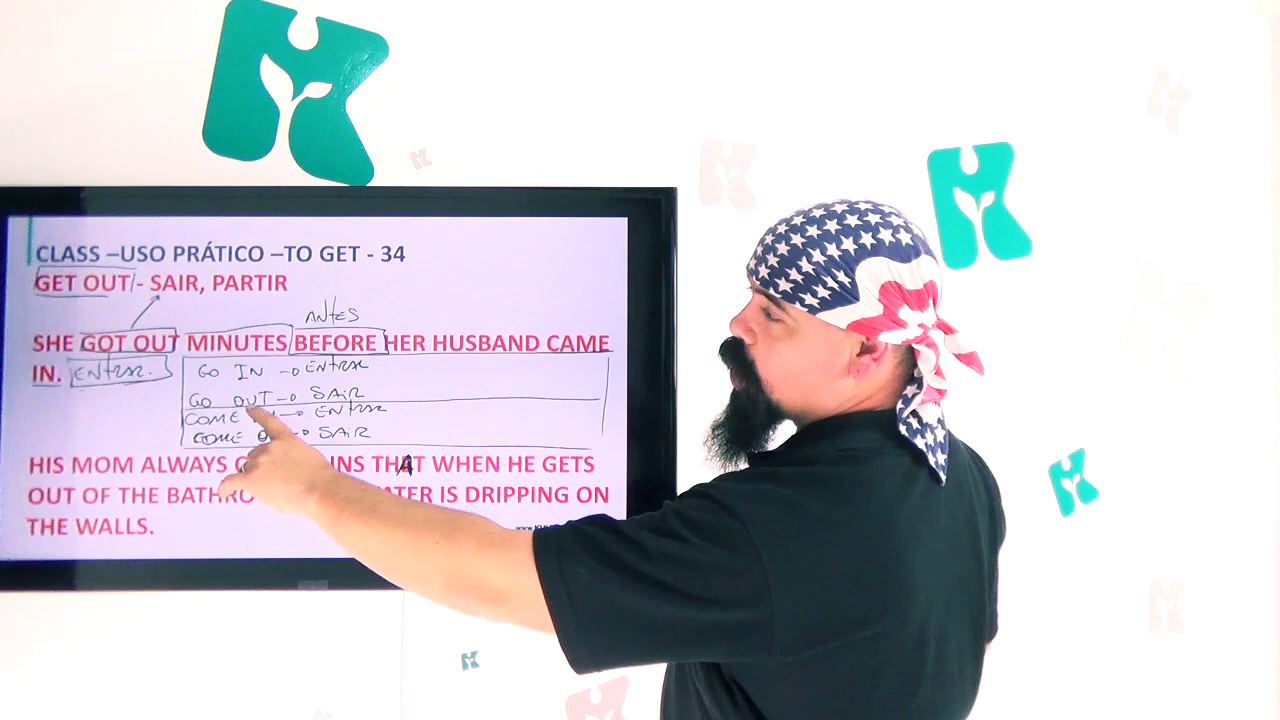 CLASS –USO PRÁTICO –TO GET - 34
GET OUT - SAIR, PARTIR
ANTES
SHE GOT OUT MINUTES BEFORE HER HUSBAND CAME
IN. ENTRAR.
GO IN → ENTRAR
GO OUT → SAIR
COME → ENTRAR
COME → SAIR
HIS MOM ALWAYS THAT WHEN HE GETS
OUT OF THE IS DRIPPING ON
THE WALLS.